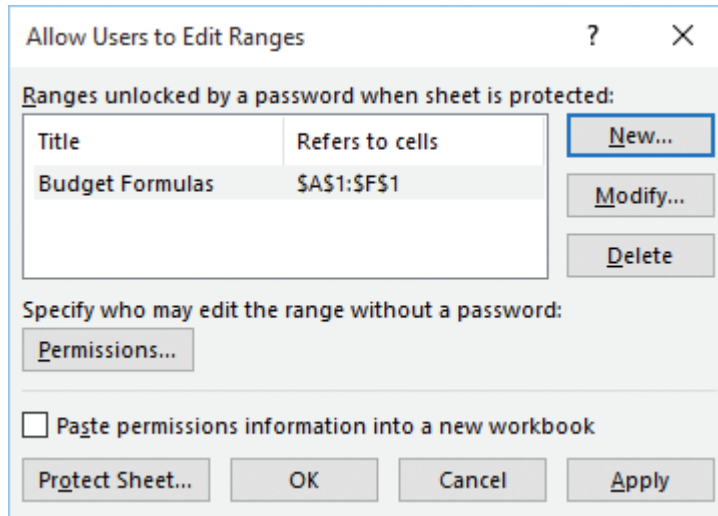 Allow Users to Edit Ranges ? ×
Ranges unlocked by a password when sheet is protected:
Title Refers to cells New...
Budget Formulas $A$1:$F$1
Modify...
Delete
Specify who may edit the range without a password:
Permissions...
Paste permissions information into a new workbook
Protect Sheet... OK Cancel Apply